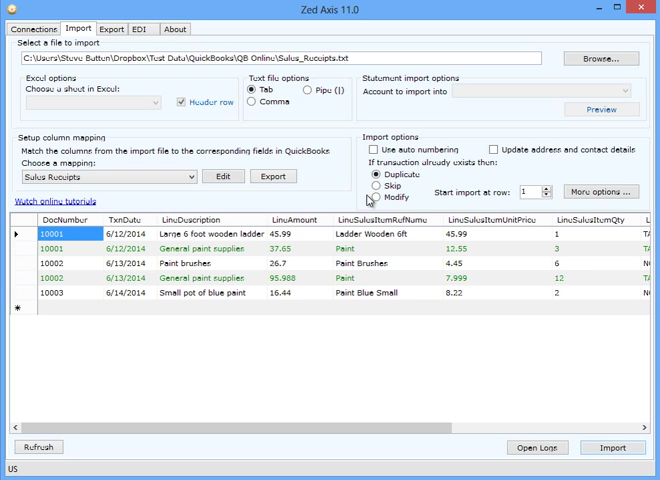 Zed Axis 11.0
Connections Import Export EDI About
Select a file to import
C:\Users\Steve Batten\Dropbox\Test Data\QuickBooks\QB Online\Sales_Receipts.txt
Browse...
Excel options
Choose a sheet in Excel:
Header row
Text file options
Tab
Pipe (|)
Comma
Statement import options
Account to import into
Preview
Setup column mapping
Match the columns from the import file to the corresponding fields in QuickBooks
Choose a mapping:
Sales Receipts
Edit
Export
Import options
Use auto numbering
Update address and contact details
If transaction already exists then:
Duplicate
Skip
Modify
Start import at row:
1
More options ...
Watch online tutorials
DocNumber TxnDate LineDescription LineAmount LineSalesItemRefName LineSalesItemUnitPrice LineSalesItemQty L
10001 6/12/2014 Large 6 foot wooden ladder 45.99 Ladder Wooden 6ft 45.99 1 TA
10001 6/12/2014 General paint supplies 37.65 Paint 12.55 3 TA
10002 6/13/2014 Paint brushes 26.7 Paint Brushes 4.45 6 NO
10002 6/13/2014 General paint supplies 95.988 Paint 7.999 12 TA
10003 6/14/2014 Small pot of blue paint 16.44 Paint Blue Small 8.22 2 NO
Refresh
Open Logs
Import
US